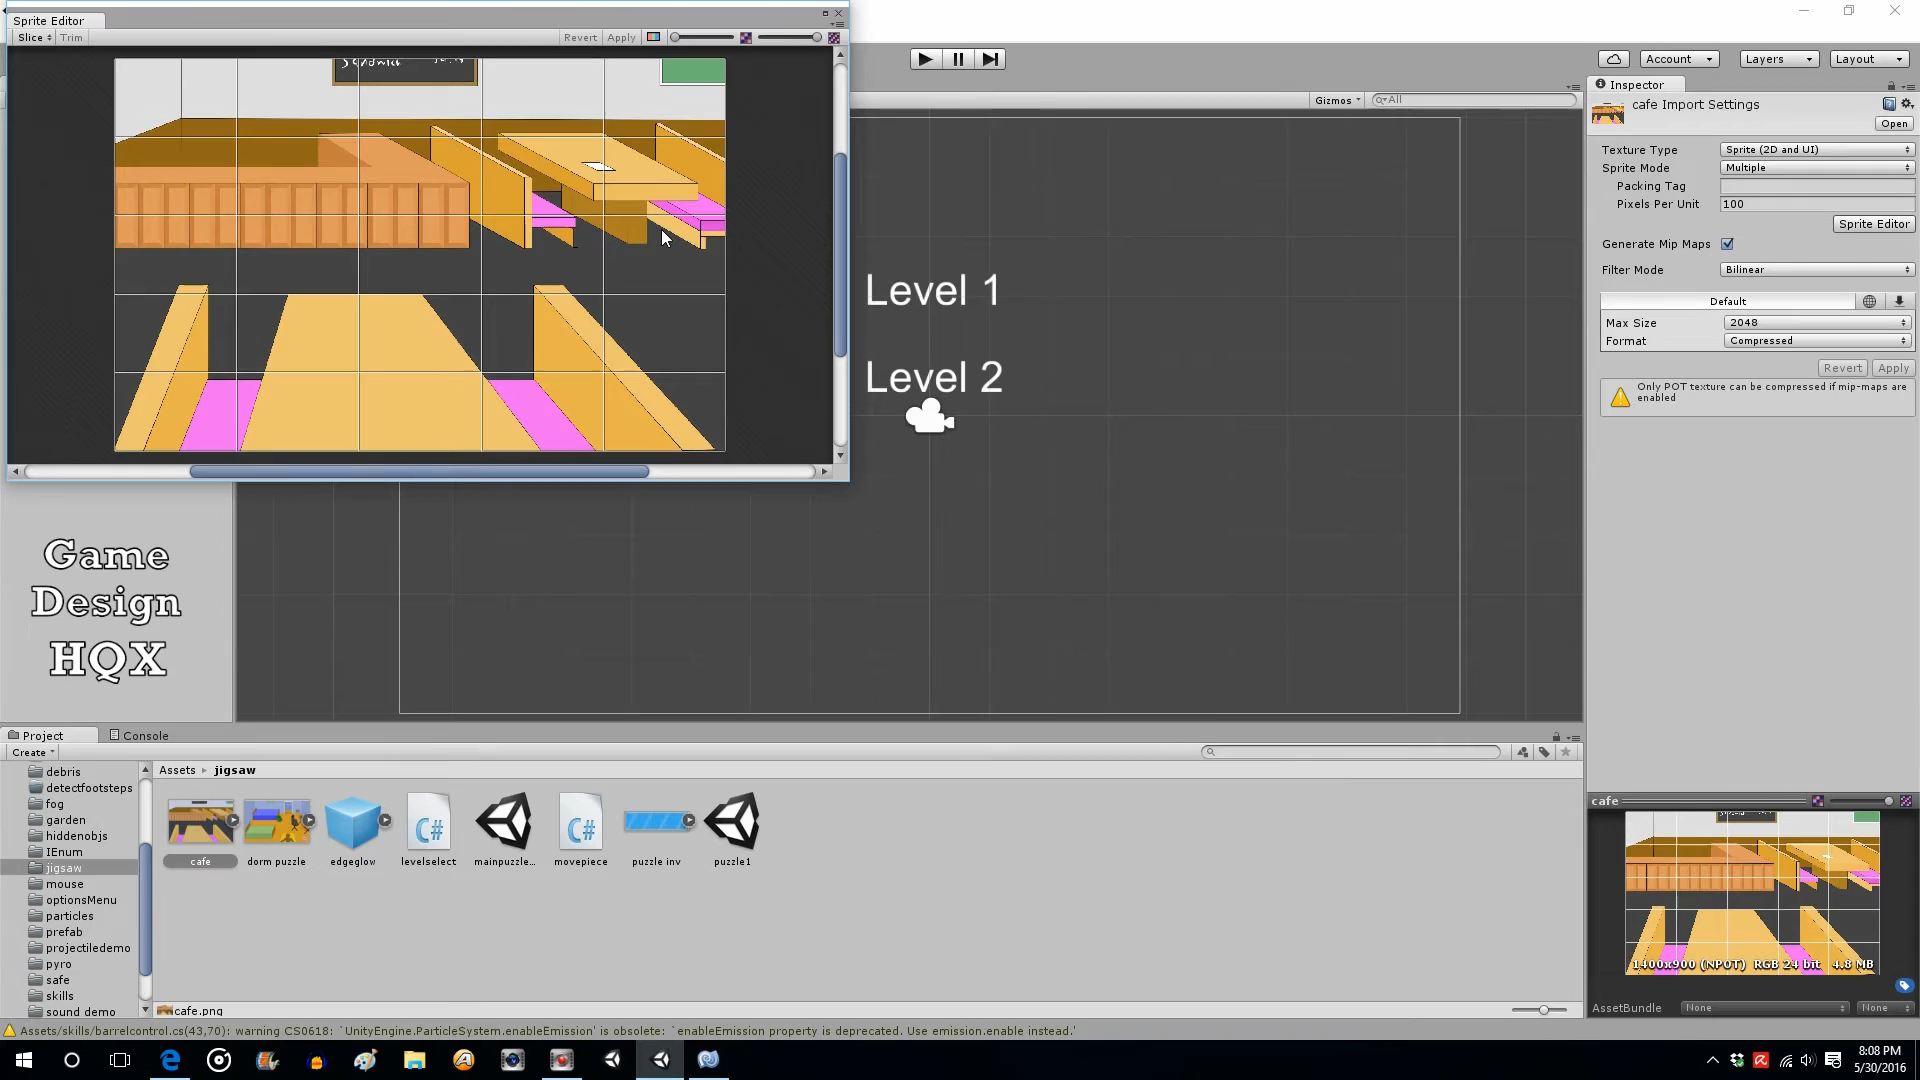 Sprite Editor
Slice Trim Revert Apply
Sandwich
Account Layers Layout
Gizmos All
Inspector
cafe Import Settings
Open
Texture Type Sprite (2D and UI)
Sprite Mode Multiple
Packing Tag
Pixels Per Unit 100
Sprite Editor
Generate Mip Maps
Filter Mode Bilinear
Default
Max Size 2048
Format Compressed
Revert Apply
Only POT texture can be compressed if mip-maps are
enabled
Level 1
Level 2
Game
Design
HQX
Project Console
Create
Assets jigsaw
debris
detectfootsteps
fog
garden
hiddenobjs
IEnum
jigsaw
mouse
optionsMenu
particles
prefab
projectiledemo
pyro
safe
skills
sound demo
cafe dorm puzzle edgeglow levelselect mainpuzzle... movepiece puzzle inv puzzle1
C# C#
cafe.png
cafe
1400x900 (NPOT) RGB 24 bit 4.8 MB
AssetBundle None None
Assets/skills/barrelcontrol.cs(43,70): warning CS0618: `UnityEngine.ParticleSystem.enableEmission' is obsolete: `enableEmission property is deprecated. Use emission.enable instead.'
8:08 PM
5/30/2016